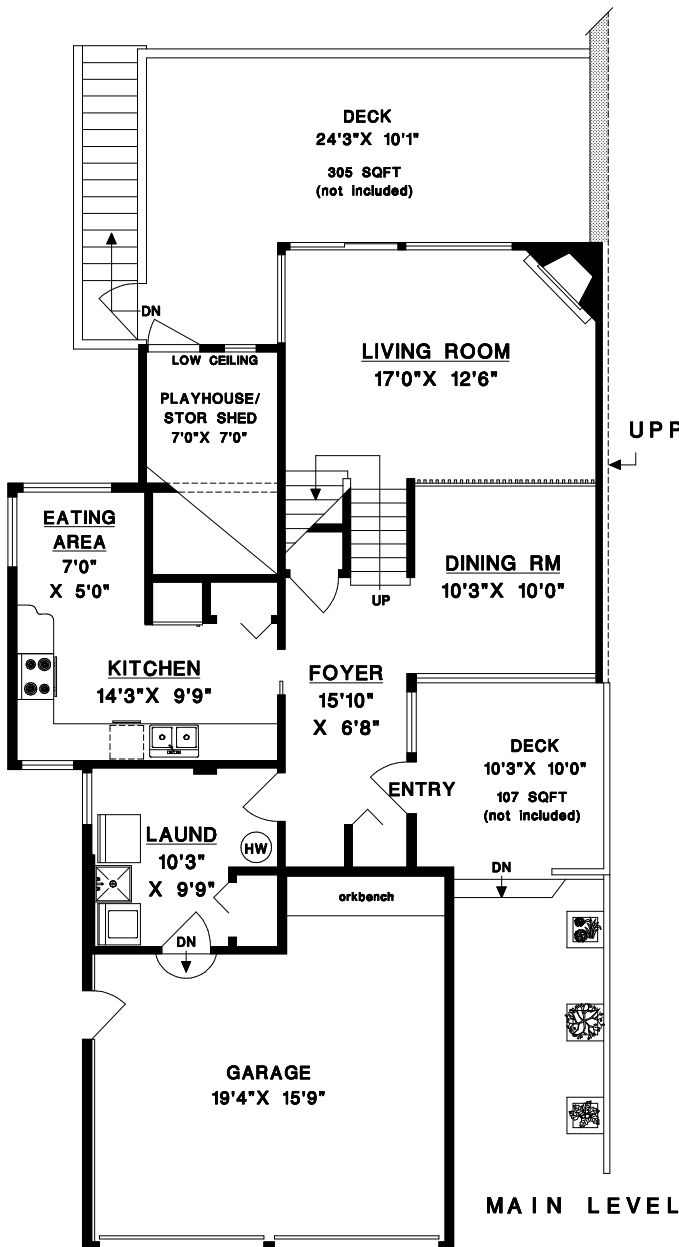 DECK
24'3"X 10'1"
305 SQFT
(not included)
DN
LOW CEILING
PLAYHOUSE/
STOR SHED
7'0"X 7'0"
LIVING ROOM
17'0"X 12'6"
UPP
EATING
AREA
7'0"
X 5'0"
DINING RM
10'3"X 10'0"
UP
KITCHEN
14'3"X 9'9"
FOYER
15'10"
X 6'8"
DECK
10'3"X 10'0"
107 SQFT
(not included)
ENTRY
LAUND
10'3"
X 9'9"
HW
DN
DN
orkbench
GARAGE
19'4"X 15'9"
MAIN LEVEL